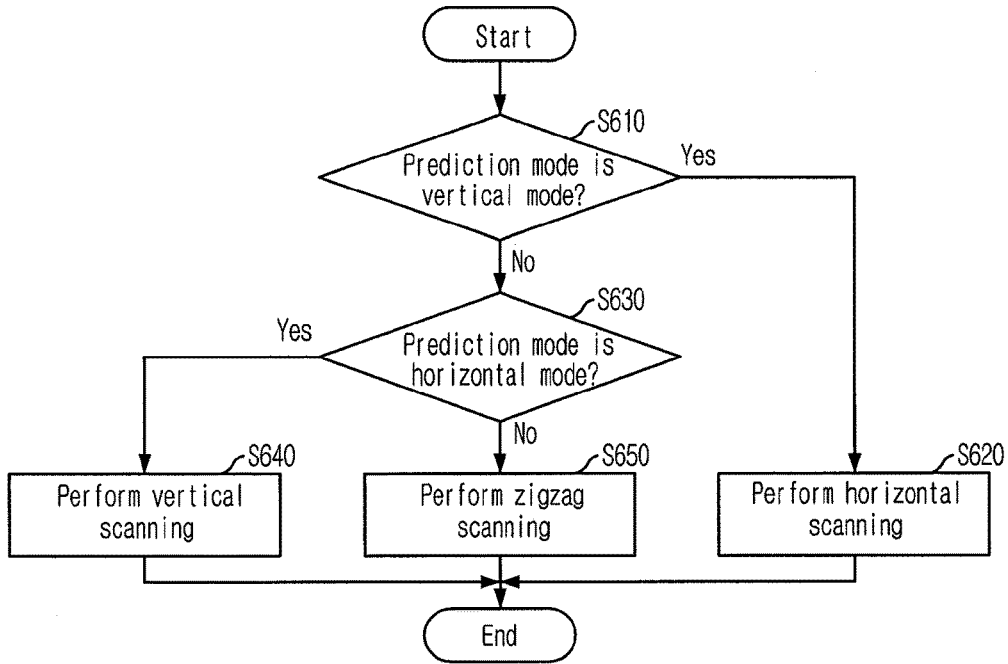 Start
S610
Prediction mode is
vertical mode?
Yes
No
S630
Prediction mode is
horizontal mode?
Yes
No
S640
Perform vertical
scanning
S650
Perform zigzag
scanning
S620
Perform horizontal
scanning
End